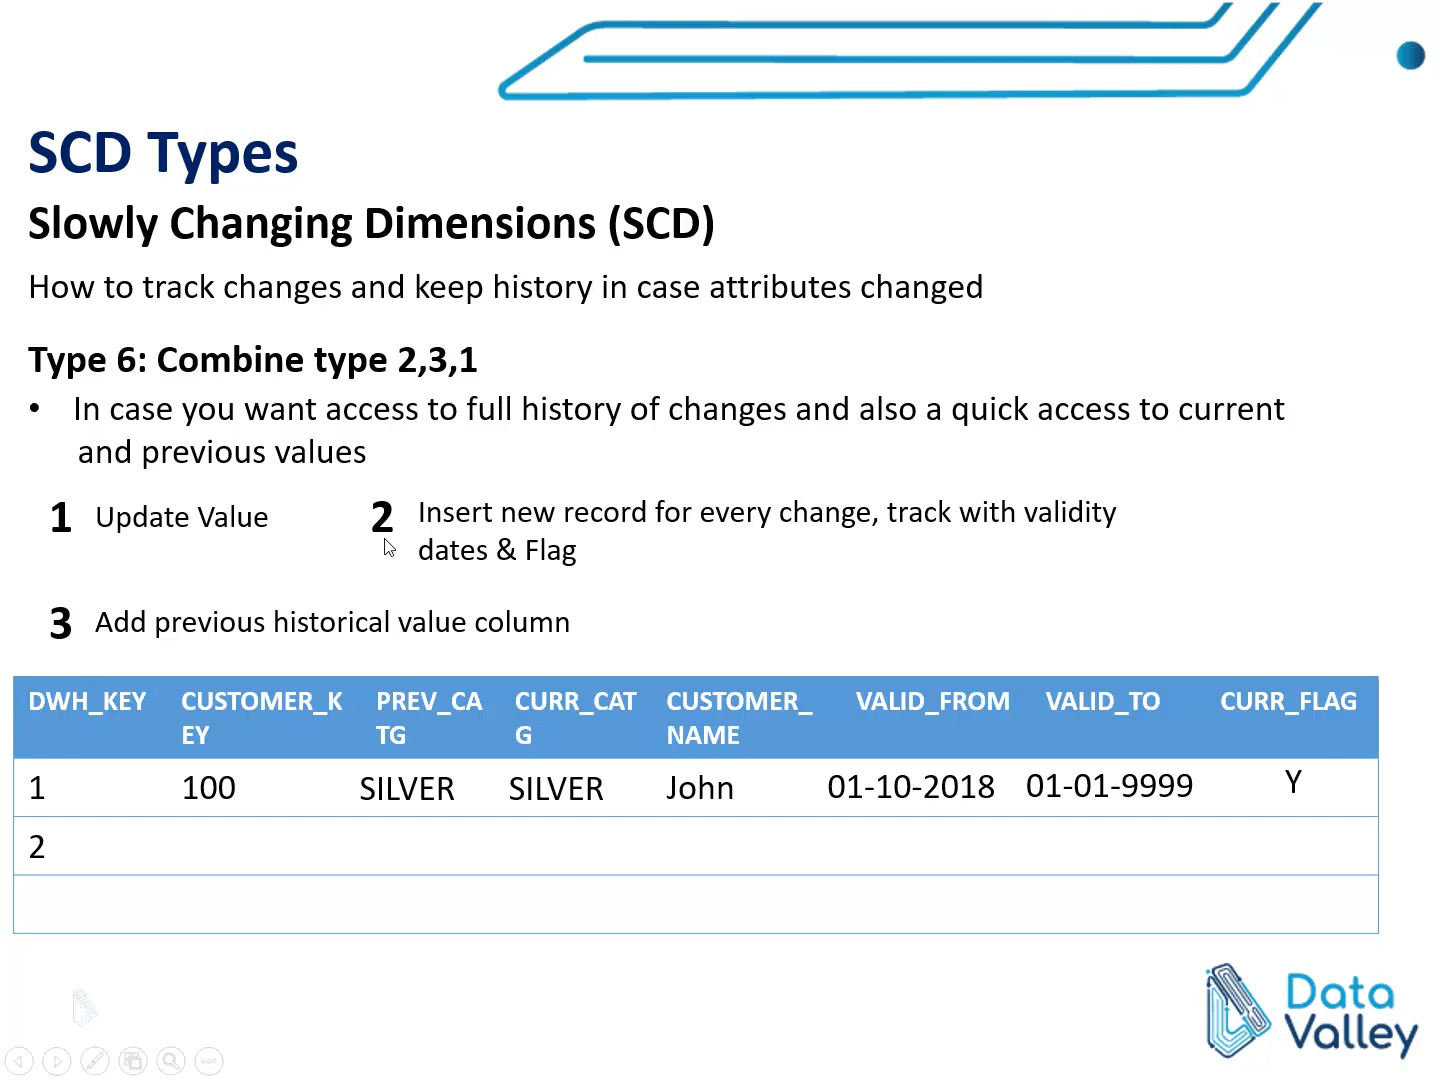 SCD Types
Slowly Changing Dimensions (SCD)
How to track changes and keep history in case attributes changed
Type 6: Combine type 2,3,1
• In case you want access to full history of changes and also a quick access to current
and previous values
1 Update Value
2 Insert new record for every change, track with validity
dates & Flag
3 Add previous historical value column
DWH_KEY CUSTOMER_K PREV_CA CURR_CAT CUSTOMER_ VALID_FROM VALID_TO CURR_FLAG
EY TG G NAME
1 100 SILVER SILVER John 01-10-2018 01-01-9999 Y
2
Data
Valley